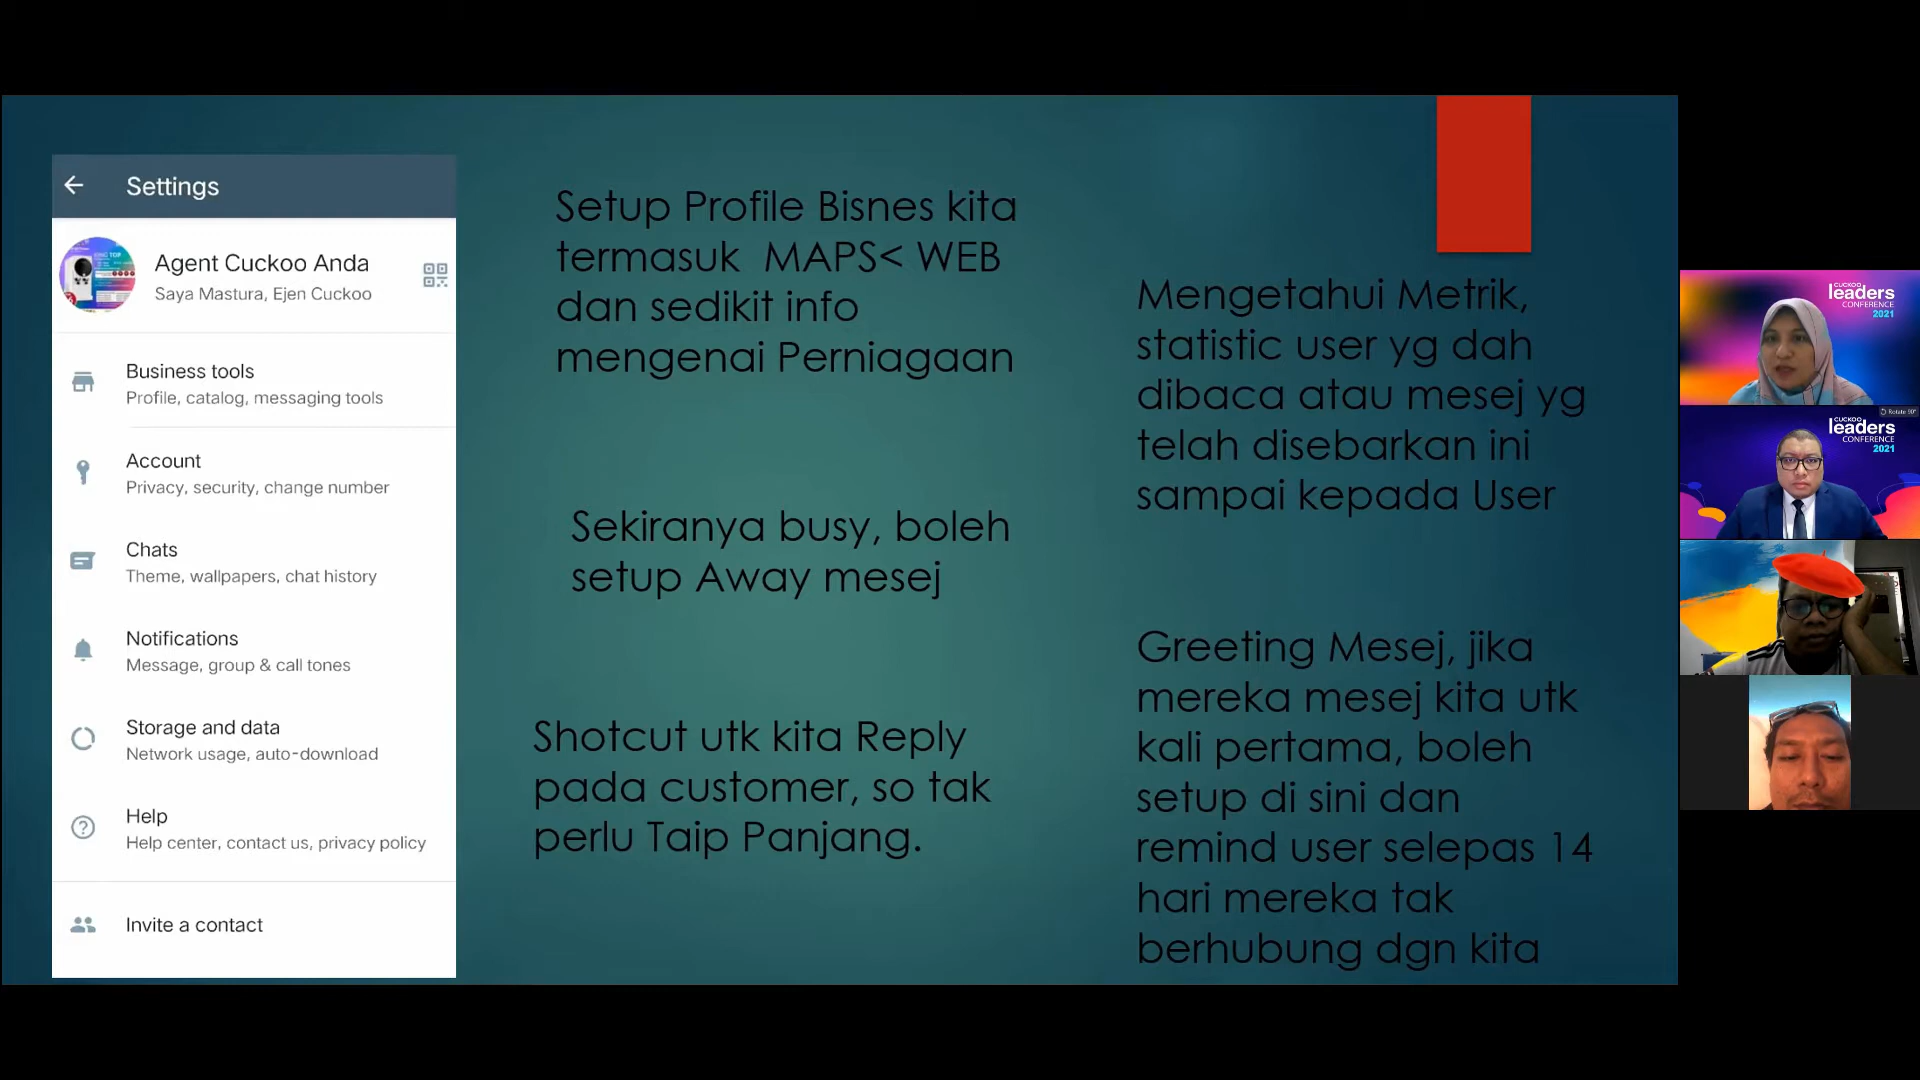 Settings
Agent Cuckoo Anda
Saya Mastura, Ejen Cuckoo
Business tools
Profile, catalog, messaging tools
Account
Privacy, security, change number
Chats
Theme, wallpapers, chat history
Notifications
Message, group & call tones
Storage and data
Network usage, auto-download
Help
Help center, contact us, privacy policy
Invite a contact
Setup Profile Bisnes kita
termasuk MAPS< WEB
dan sedikit info
mengenai Perniagaan
Sekiranya busy, boleh
setup Away mesej
Shotcut utk kita Reply
pada customer, so tak
perlu Taip Panjang.
Mengetahui Metrik,
statistic user yg dah
dibaca atau mesej yg
telah disebarkan ini
sampai kepada User
Greeting Mesej, jika
mereka mesej kita utk
kali pertama, boleh
setup di sini dan
remind user selepas 14
hari mereka tak
berhubung dgn kita
CUCKOO
leaders
CONFERENCE
2021
Rotate 90°
CUCKOO
leaders
CONFERENCE
2021